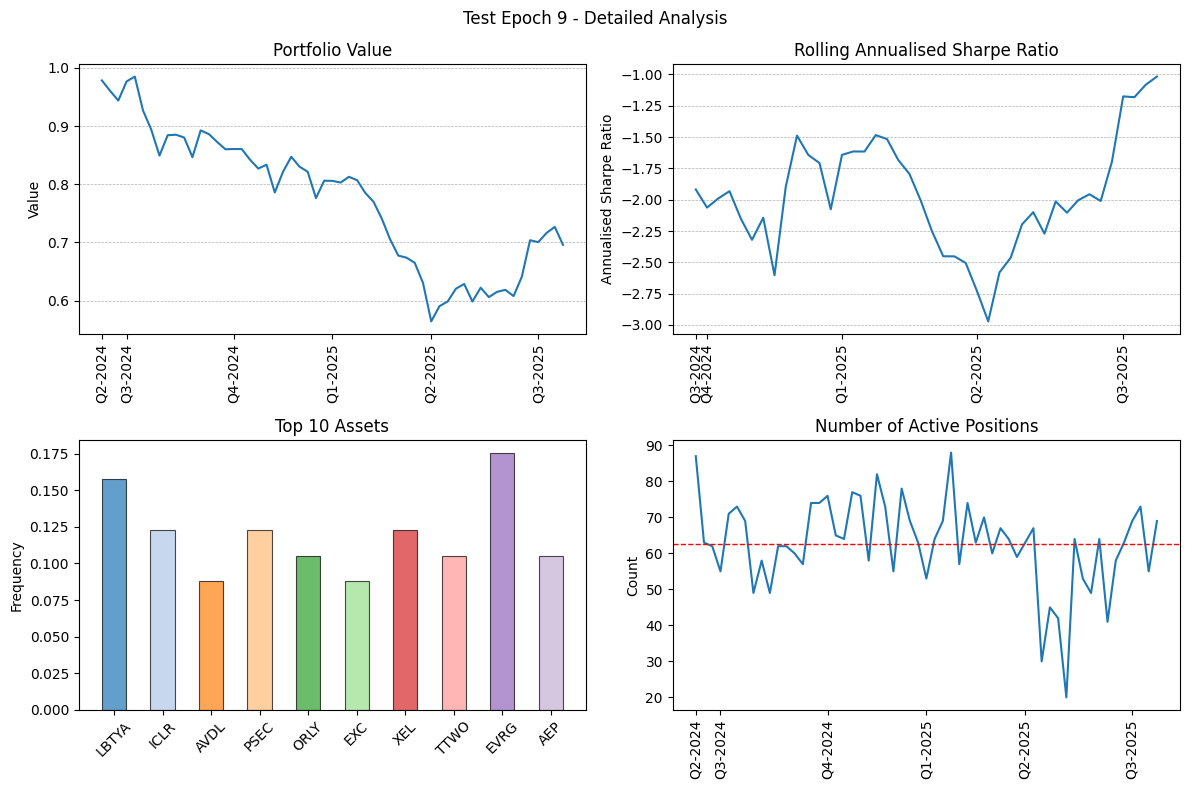 Test Epoch 9 - Detailed Analysis
Portfolio Value
Value
1.0
0.9
0.8
0.7
0.6
Q2-2024
Q3-2024
Q4-2024
Q1-2025
Q2-2025
Q3-2025
Rolling Annualised Sharpe Ratio
Annualised Sharpe Ratio
−1.00
−1.25
−1.50
−1.75
−2.00
−2.25
−2.50
−2.75
−3.00
Q3-2024
Q4-2024
Q1-2025
Q2-2025
Q3-2025
Top 10 Assets
Frequency
0.175
0.150
0.125
0.100
0.075
0.050
0.025
0.000
LBTYA
ICLR
AVDL
PSEC
ORLY
EXC
XEL
TTWO
EVRG
AEP
Number of Active Positions
Count
90
80
70
60
50
40
30
20
Q2-2024
Q3-2024
Q4-2024
Q1-2025
Q2-2025
Q3-2025